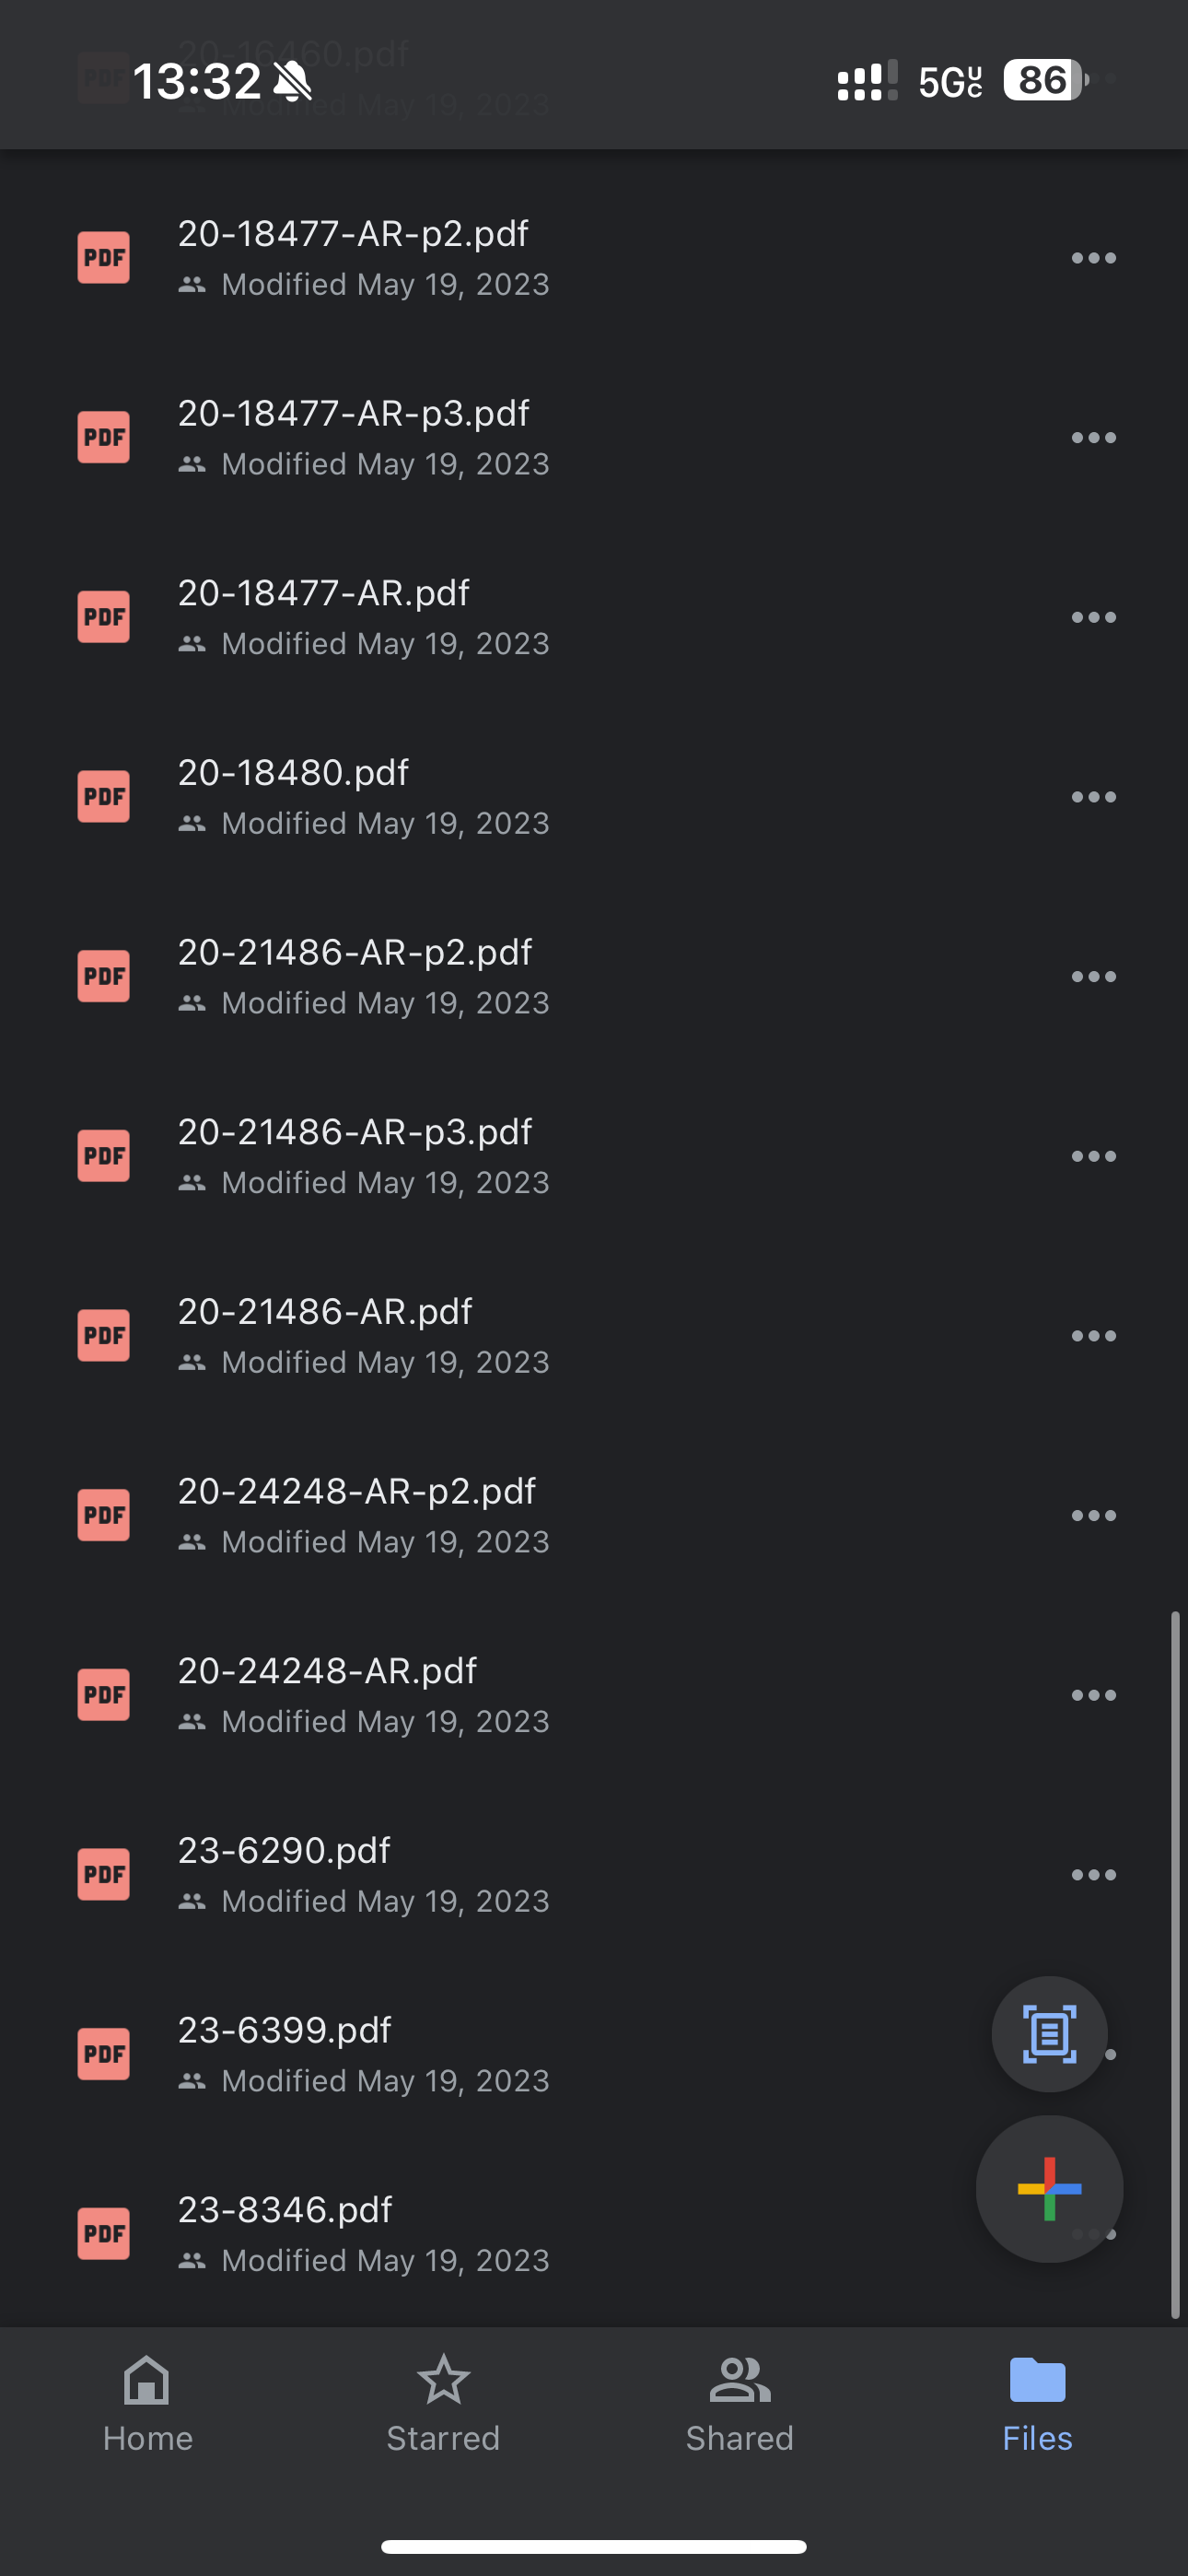 20-16460.pdf
13:32
5G UC
86
Modified May 19, 2023
PDF
20-18477-AR-p2.pdf
Modified May 19, 2023
PDF
20-18477-AR-p3.pdf
Modified May 19, 2023
PDF
20-18477-AR.pdf
Modified May 19, 2023
PDF
20-18480.pdf
Modified May 19, 2023
PDF
20-21486-AR-p2.pdf
Modified May 19, 2023
PDF
20-21486-AR-p3.pdf
Modified May 19, 2023
PDF
20-21486-AR.pdf
Modified May 19, 2023
PDF
20-24248-AR-p2.pdf
Modified May 19, 2023
PDF
20-24248-AR.pdf
Modified May 19, 2023
PDF
23-6290.pdf
Modified May 19, 2023
PDF
23-6399.pdf
Modified May 19, 2023
PDF
23-8346.pdf
Modified May 19, 2023
PDF
Home
Starred
Shared
Files